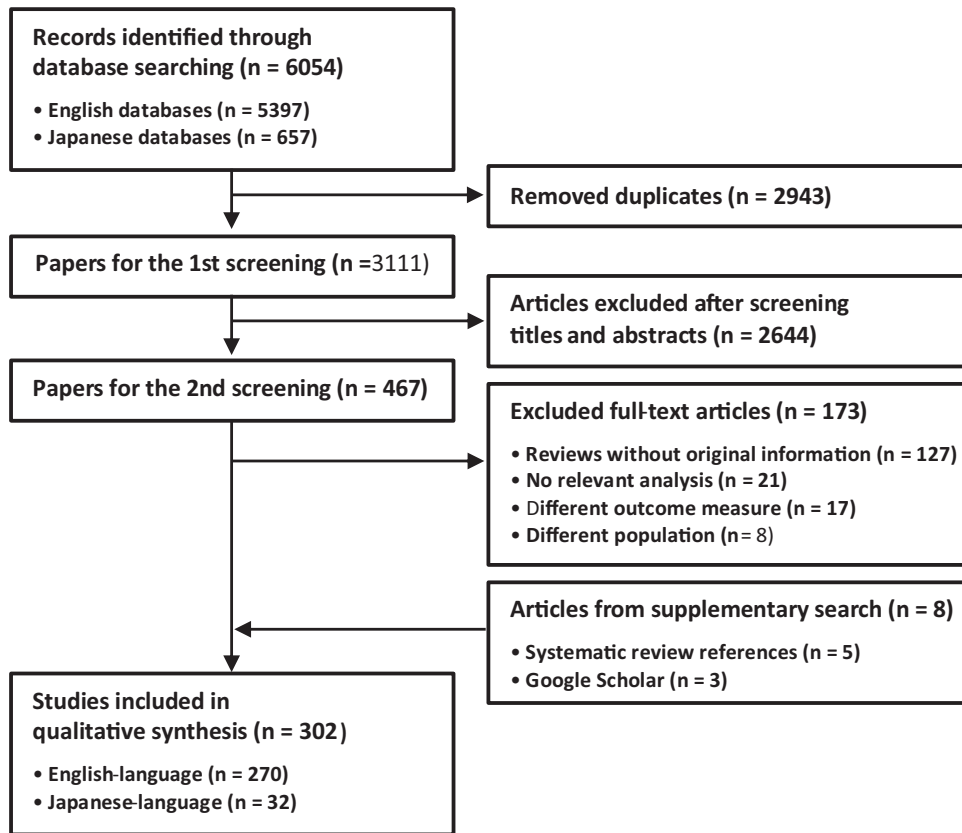 Records identified through
database searching (n = 6054)
• English databases (n = 5397)
• Japanese databases (n = 657)
Removed duplicates (n = 2943)
Papers for the 1st screening (n =3111)
Articles excluded after screening
titles and abstracts (n = 2644)
Papers for the 2nd screening (n = 467)
Excluded full-text articles (n = 173)
• Reviews without original information (n = 127)
• No relevant analysis (n = 21)
• Different outcome measure (n = 17)
• Different population (n = 8)
Articles from supplementary search (n = 8)
• Systematic review references (n = 5)
• Google Scholar (n = 3)
Studies included in
qualitative synthesis (n = 302)
• English-language (n = 270)
• Japanese-language (n = 32)